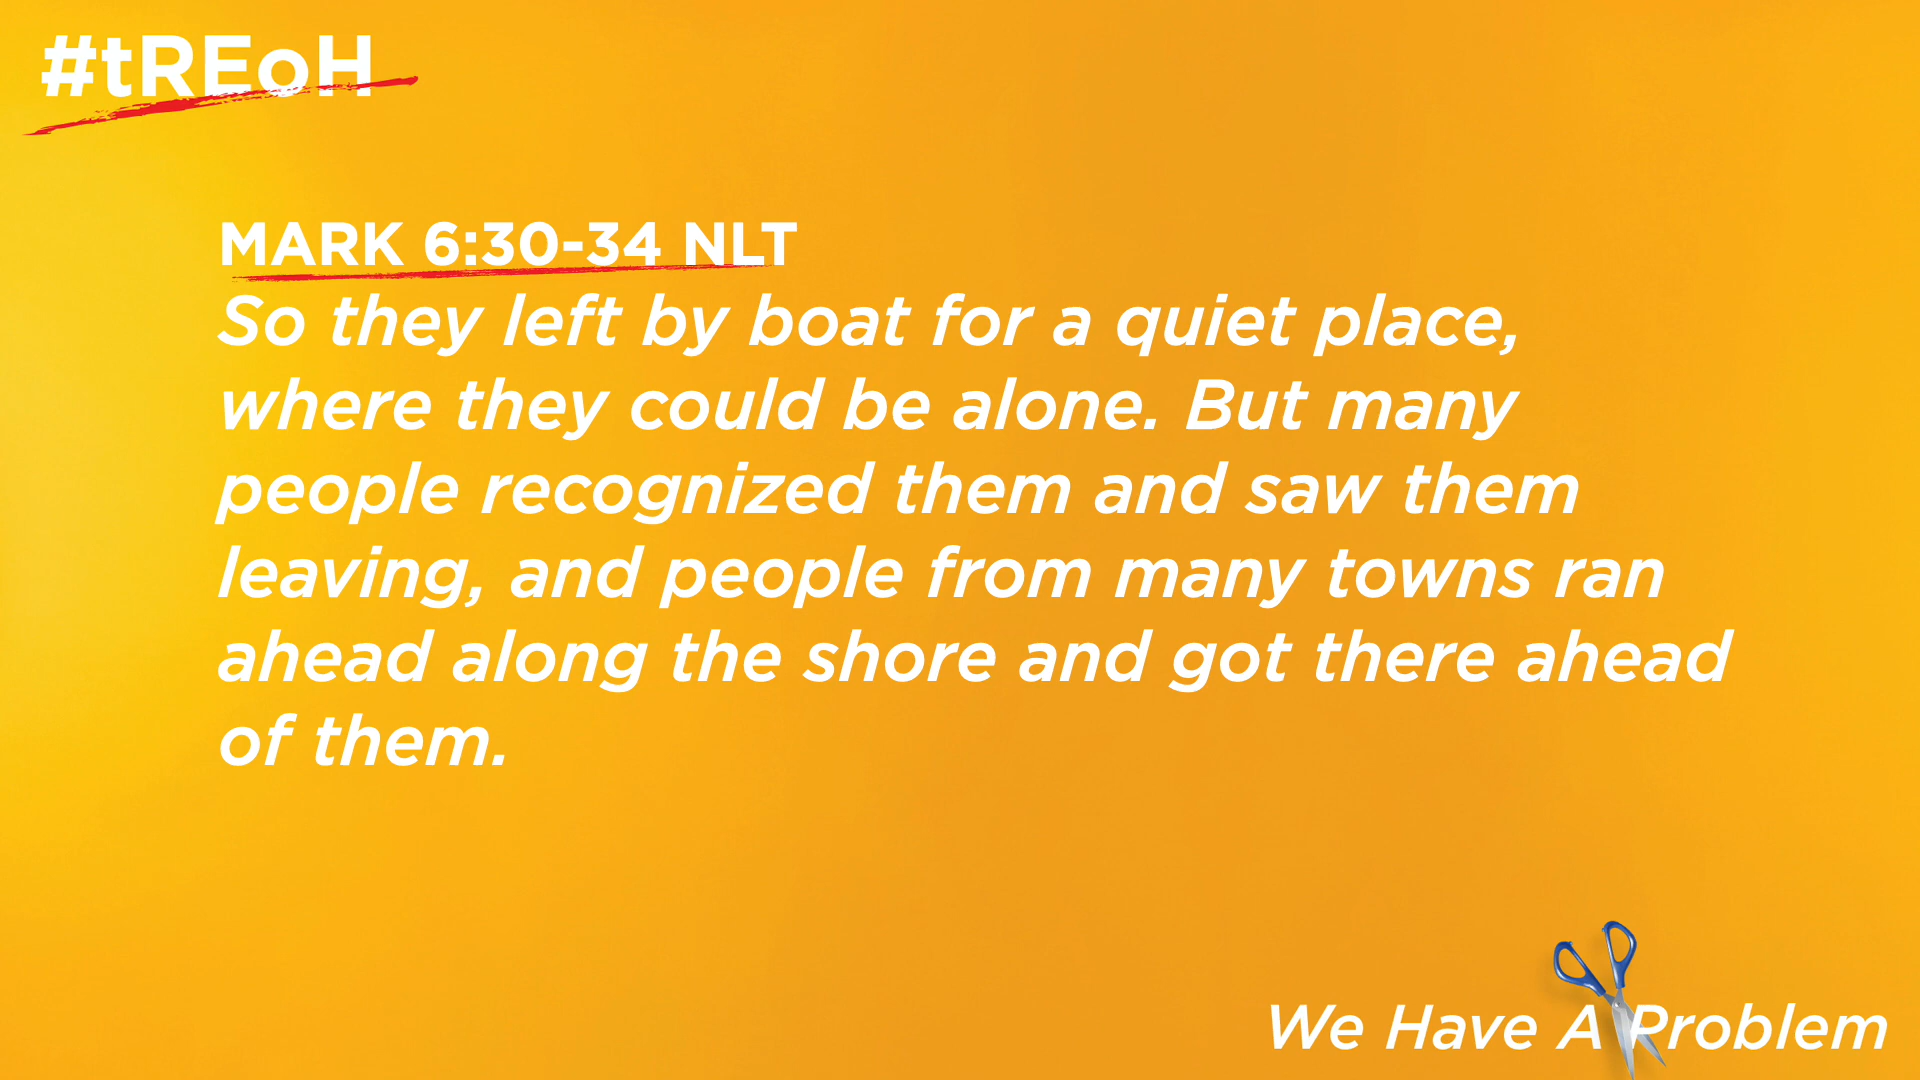 #tREoH
MARK 6:30-34 NLT
So they left by boat for a quiet place,
where they could be alone. But many
people recognized them and saw them
leaving, and people from many towns ran
ahead along the shore and got there ahead
of them.
We Have A Problem